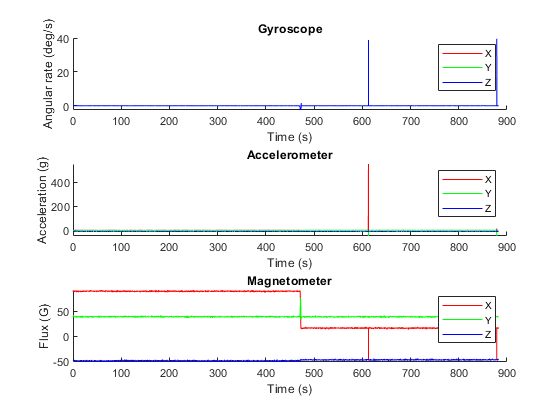 Gyroscope
Angular rate (deg/s)
40
20
0
X
Y
Z
0 100 200 300 400 500 600 700 800 900
Time (s)
Accelerometer
Acceleration (g)
400
200
0
X
Y
Z
0 100 200 300 400 500 600 700 800 900
Time (s)
Magnetometer
Flux (G)
50
0
-50
X
Y
Z
0 100 200 300 400 500 600 700 800 900
Time (s)